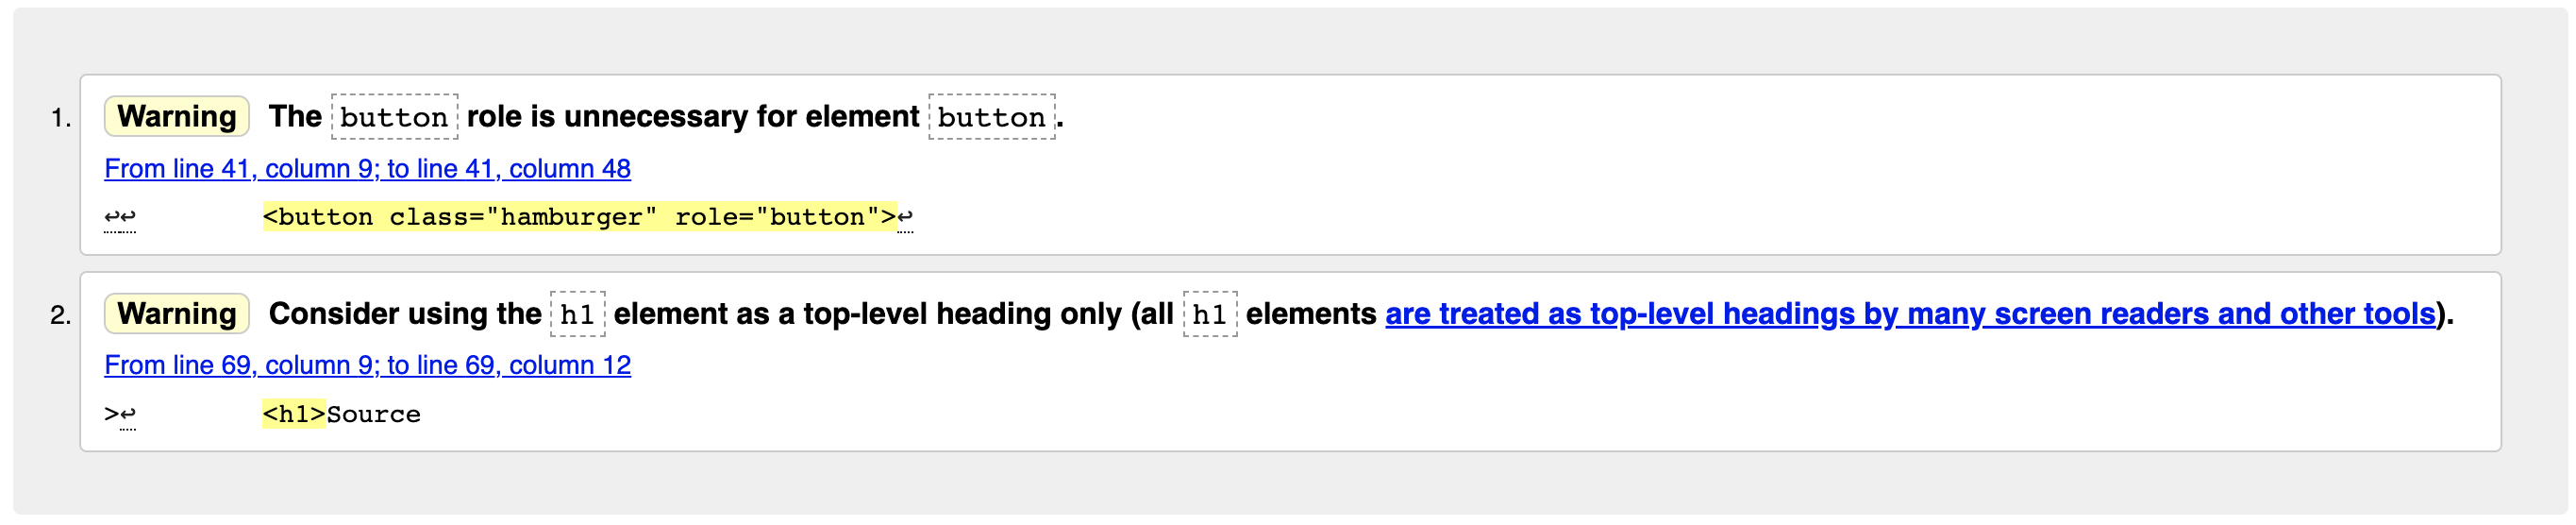 1. Warning The button role is unnecessary for element button.
From line 41, column 9; to line 41, column 48
↩↩ <button class="hamburger" role="button">↩
2. Warning Consider using the h1 element as a top-level heading only (all h1 elements are treated as top-level headings by many screen readers and other tools).
From line 69, column 9; to line 69, column 12
>↩ <h1>Source